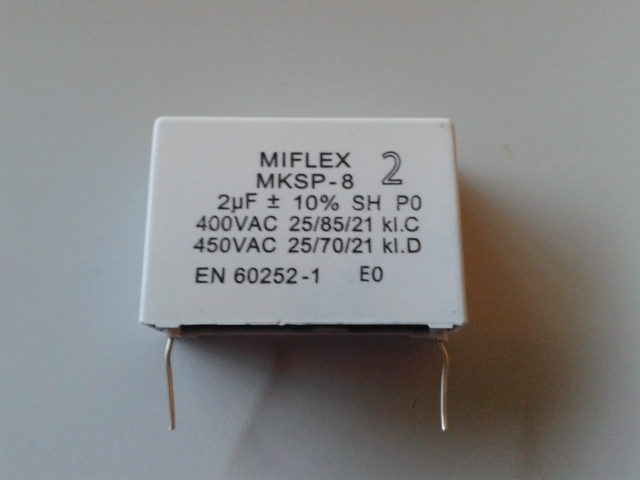 MIFLEX 2
MKSP-8
2µF ± 10% SH P0
400VAC 25/85/21 kl.C
450VAC 25/70/21 kl.D
EN 60252-1 E0